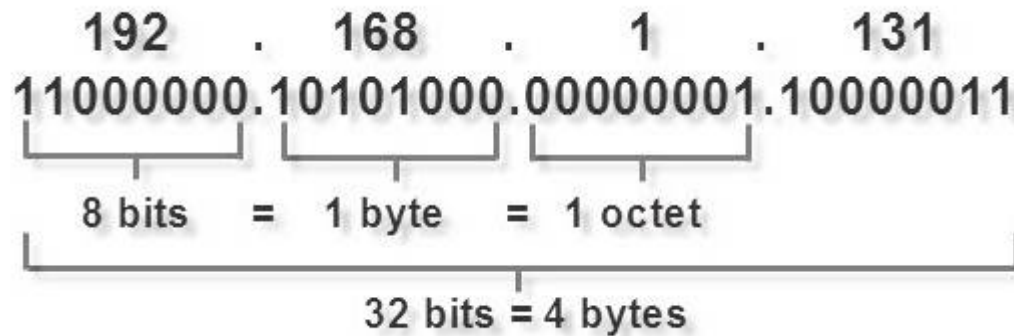 192 . 168 . 1 . 131
11000000.10101000.00000001.10000011
8 bits = 1 byte = 1 octet
32 bits = 4 bytes